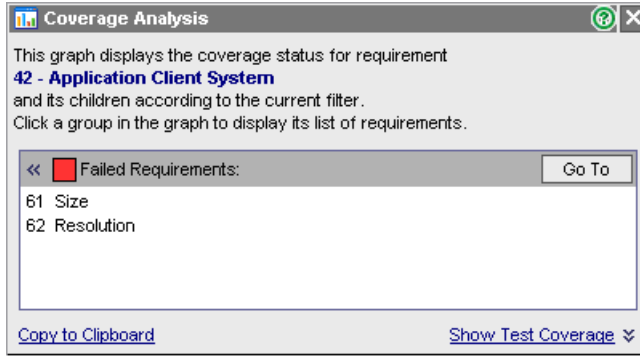 Coverage Analysis
This graph displays the coverage status for requirement
42 - Application Client System
and its children according to the current filter.
Click a group in the graph to display its list of requirements.
Failed Requirements:
Go To
61 Size
62 Resolution
Copy to Clipboard
Show Test Coverage